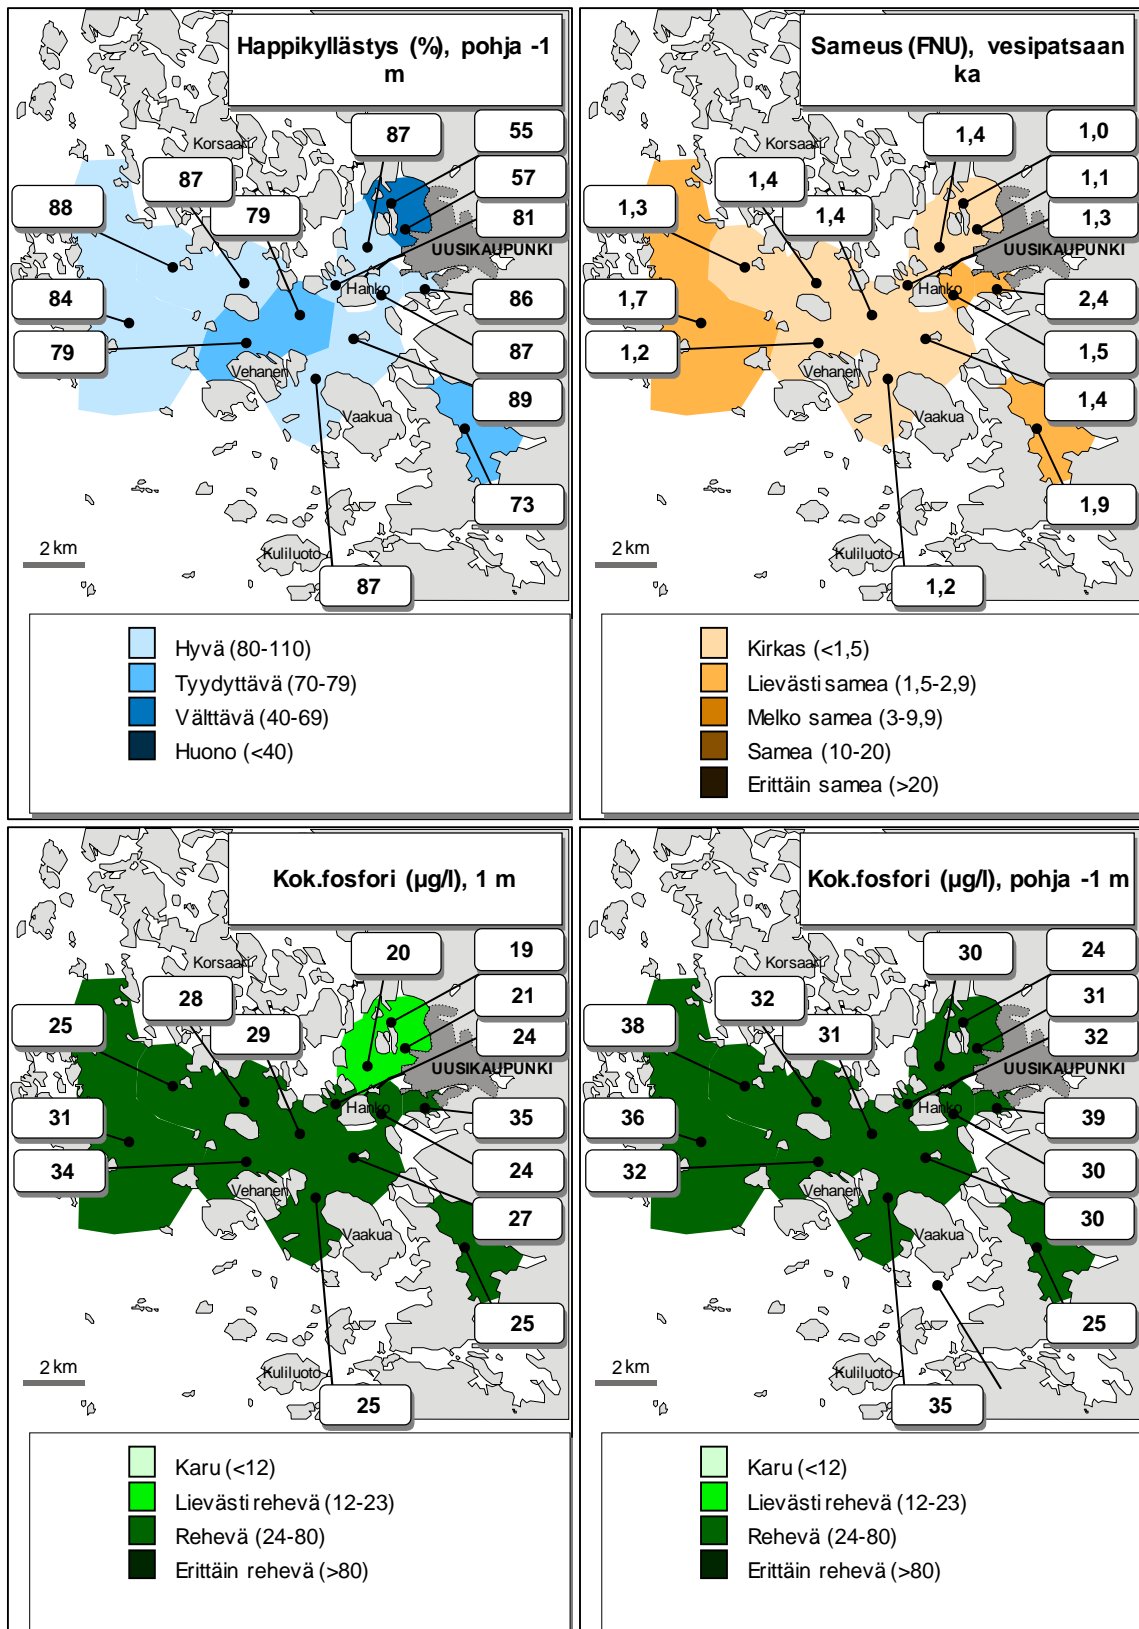 Happikyllästys (%), pohja -1
m
87
55
Korsaari
87
57
88
79
81
UUSIKAUPUNKI
Hanko
84
86
79
87
Vehanen
89
Vaakua
73
2 km
Kuliluoto
87
Hyvä (80-110)
Tyydyttävä (70-79)
Välttävä (40-69)
Huono (<40)
Sameus (FNU), vesipatsaan
ka
1,4
1,0
Korsaari
1,4
1,1
1,3
1,4
1,3
UUSIKAUPUNKI
Hanko
1,7
2,4
1,2
1,5
Vehanen
1,4
Vaakua
1,9
2 km
Kuliluoto
1,2
Kirkas (<1,5)
Lievästi samea (1,5-2,9)
Melko samea (3-9,9)
Samea (10-20)
Erittäin samea (>20)
Kok.fosfori (µg/l), 1 m
20
19
Korsaari
28
21
25
29
24
UUSIKAUPUNKI
Hanko
31
35
34
24
Vehanen
27
Vaakua
25
2 km
Kuliluoto
25
Karu (<12)
Lievästi rehevä (12-23)
Rehevä (24-80)
Erittäin rehevä (>80)
Kok.fosfori (µg/l), pohja -1 m
30
24
Korsaari
32
31
38
31
32
UUSIKAUPUNKI
Hanko
36
39
32
30
Vehanen
30
Vaakua
25
2 km
Kuliluoto
35
Karu (<12)
Lievästi rehevä (12-23)
Rehevä (24-80)
Erittäin rehevä (>80)